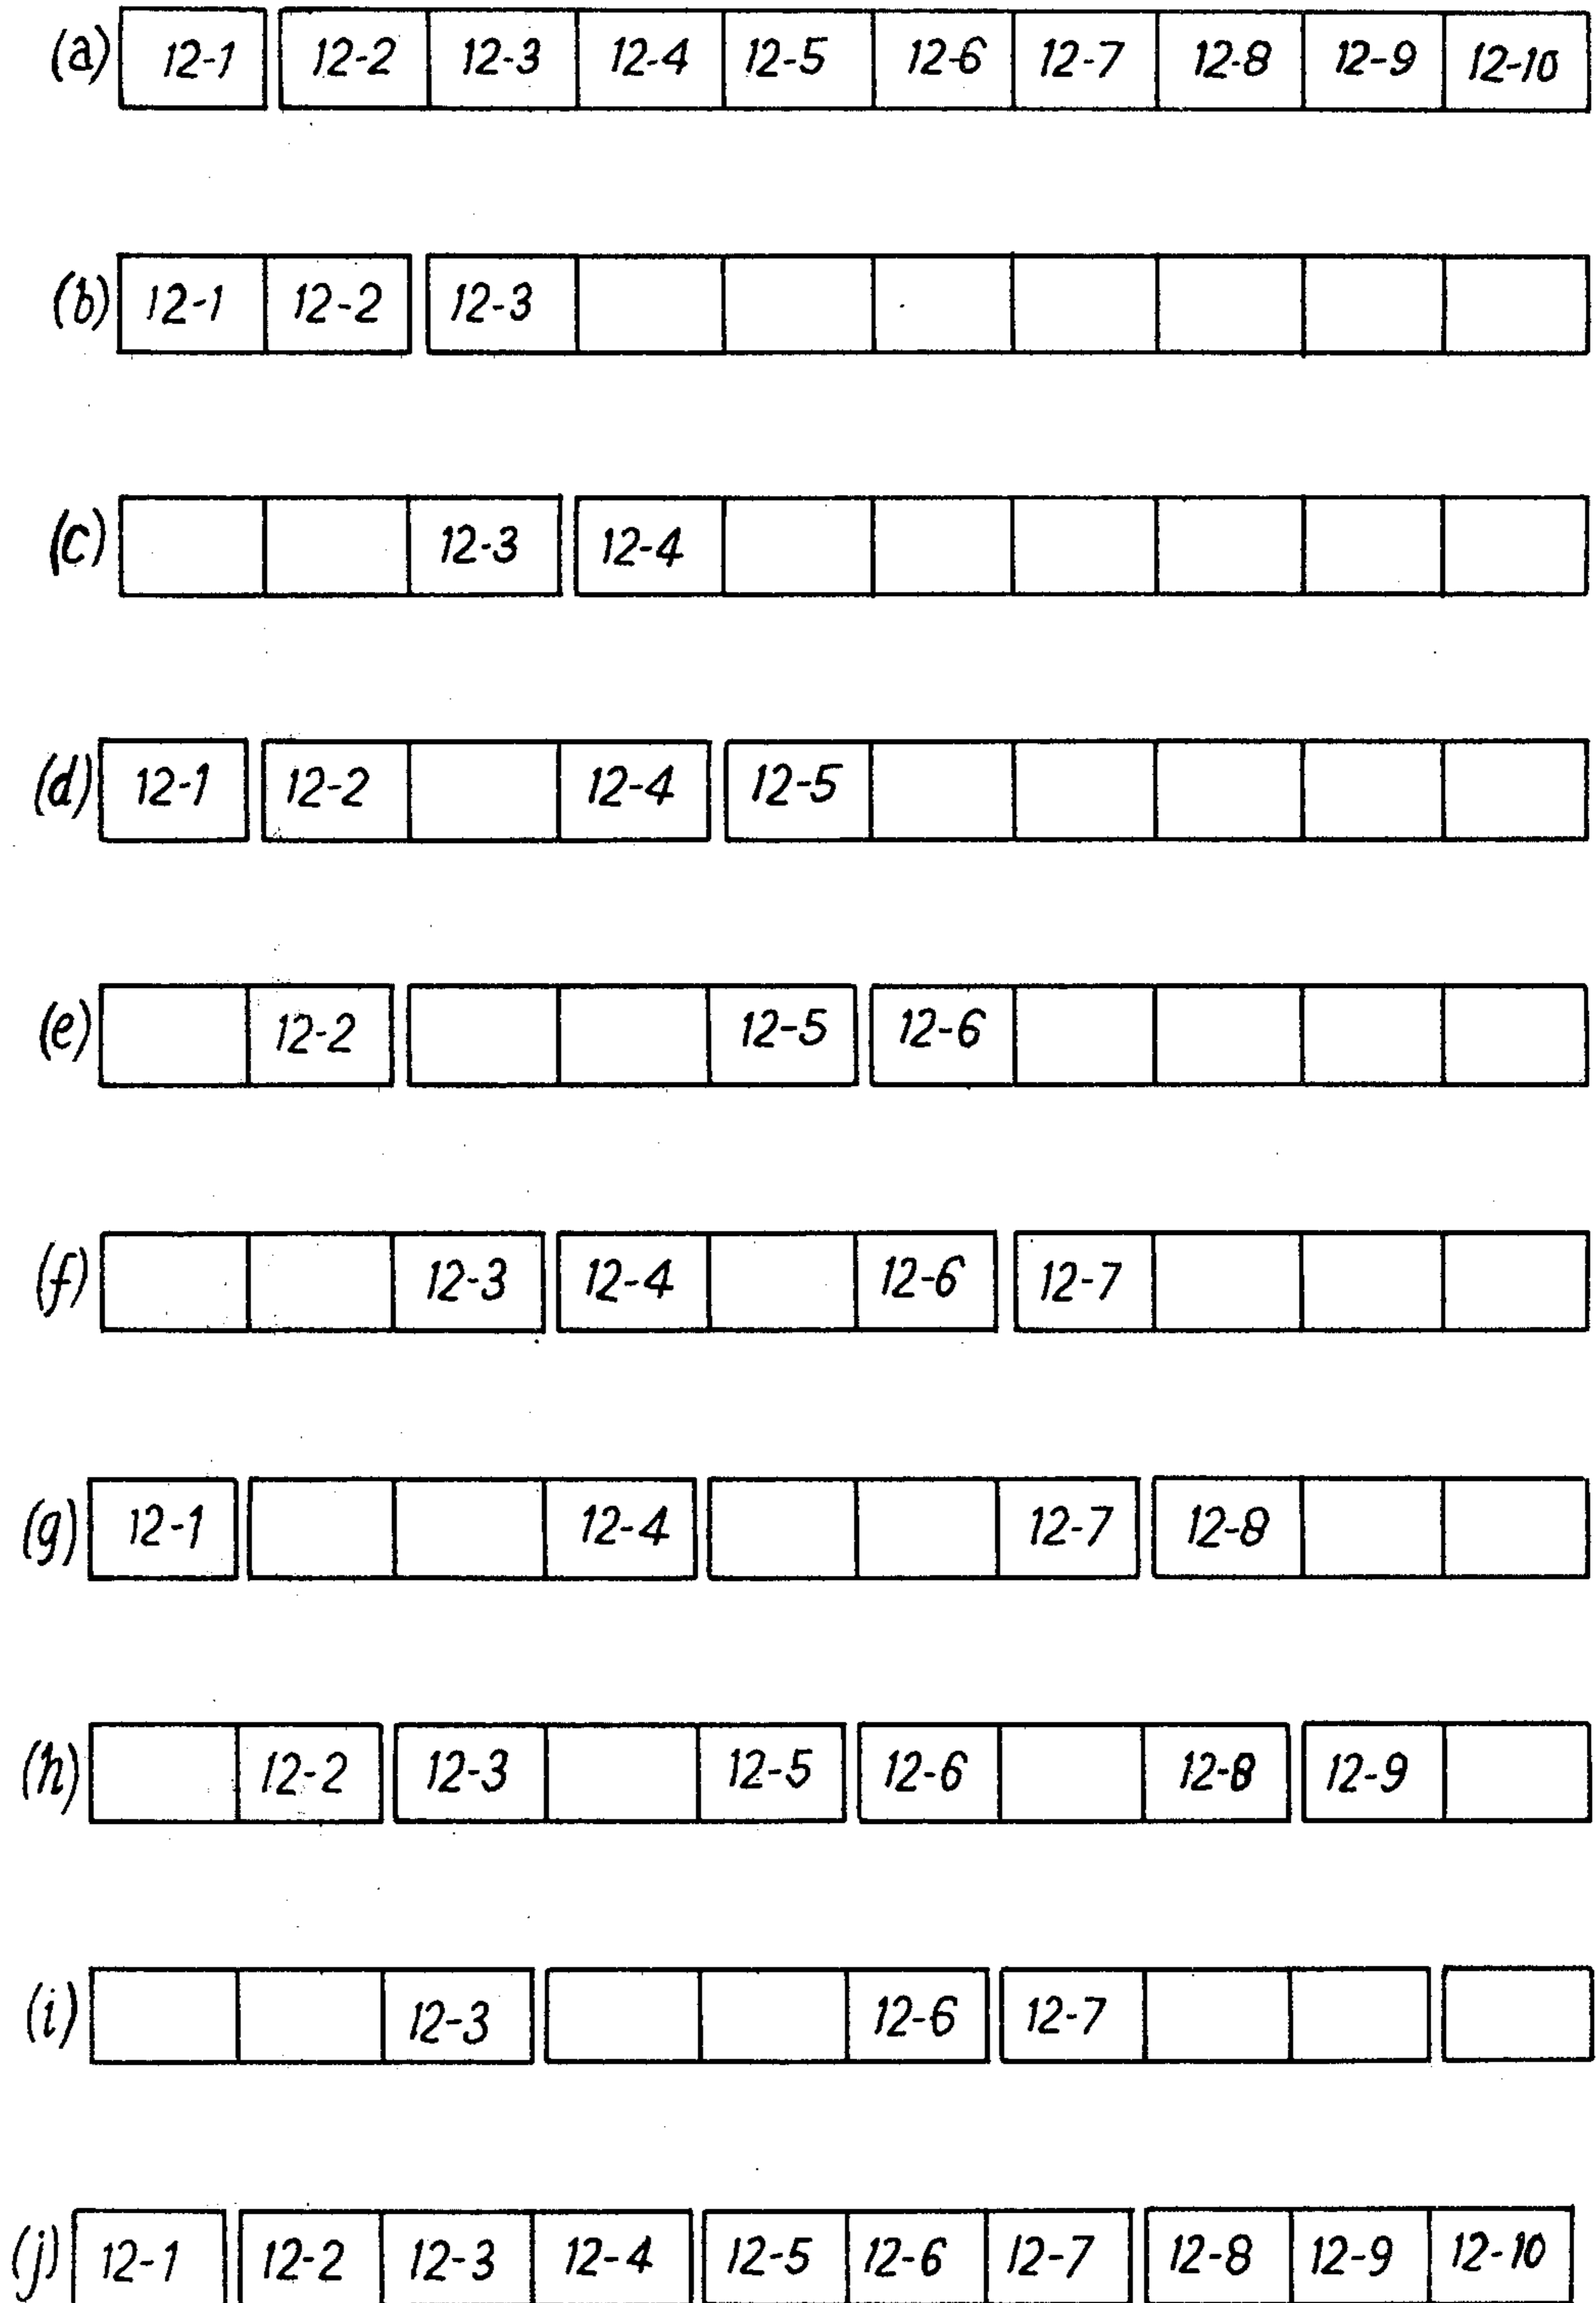 (a) 12-1 12-2 12-3 12-4 12-5 12-6 12-7 12-8 12-9 12-10
(b) 12-1 12-2 12-3
(c) 12-3 12-4
(d) 12-1 12-2 12-4 12-5
(e) 12-2 12-5 12-6
(f) 12-3 12-4 12-6 12-7
(g) 12-1 12-4 12-7 12-8
(h) 12-2 12-3 12-5 12-6 12-8 12-9
(i) 12-3 12-6 12-7
(j) 12-1 12-2 12-3 12-4 12-5 12-6 12-7 12-8 12-9 12-10